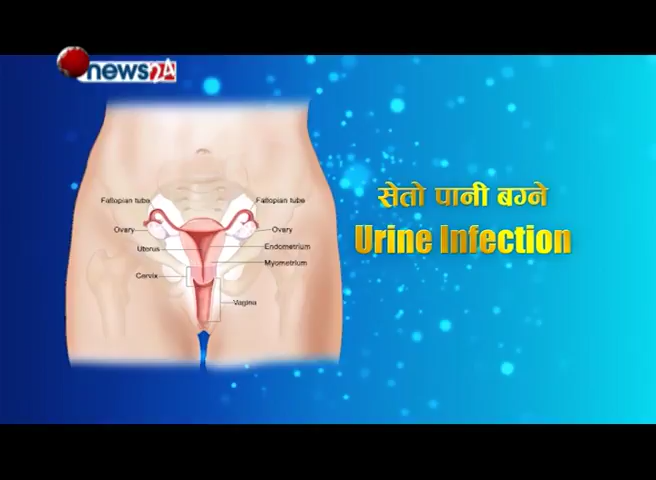 news24
सेतो पानी बग्ने
Urine Infection
Fallopian tube
Fallopian tube
Ovary
Ovary
Uterus
Endometrium
Myometrium
Cervix
Vagina